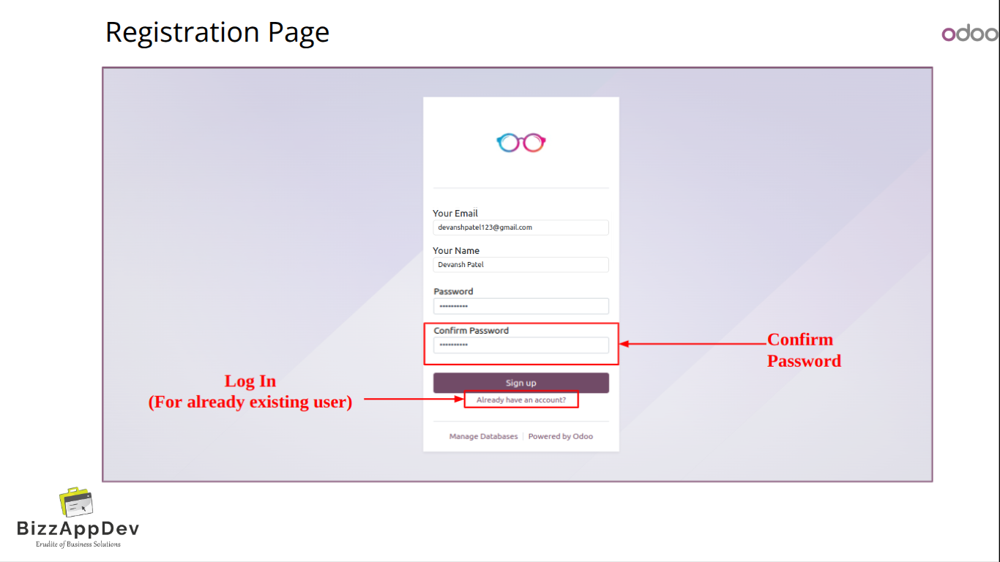 Registration Page
odoo
Your Email
devanshpatel123@gmail.com
Your Name
Devansh Patel
Password
••••••••••
Confirm Password
••••••••••
Confirm
Password
Sign up
Log In
(For already existing user)
Already have an account?
Manage Databases | Powered by Odoo
BizzAppDev
Erudite of Business Solutions